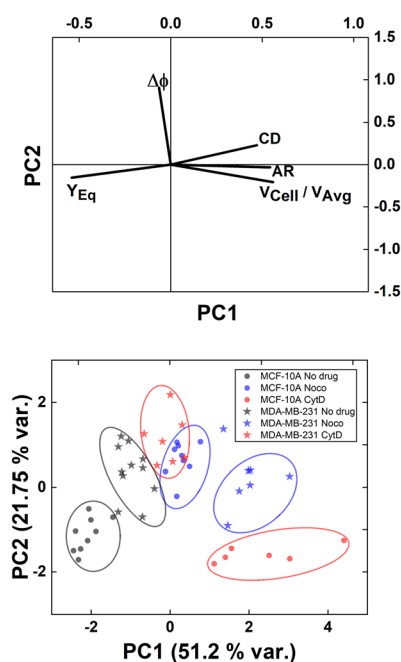 -0.5 0.0 0.5 1.0
Δϕ
CD
AR
Y_Eq
V_Cell / V_Avg
1.5
1.0
0.5
0.0
-0.5
-1.0
-1.5
PC2
PC1
MCF-10A No drug
MCF-10A Noco
MCF-10A CytD
MDA-MB-231 No drug
MDA-MB-231 Noco
MDA-MB-231 CytD
2
0
-2
PC2 (21.75 % var.)
-2 0 2 4
PC1 (51.2 % var.)